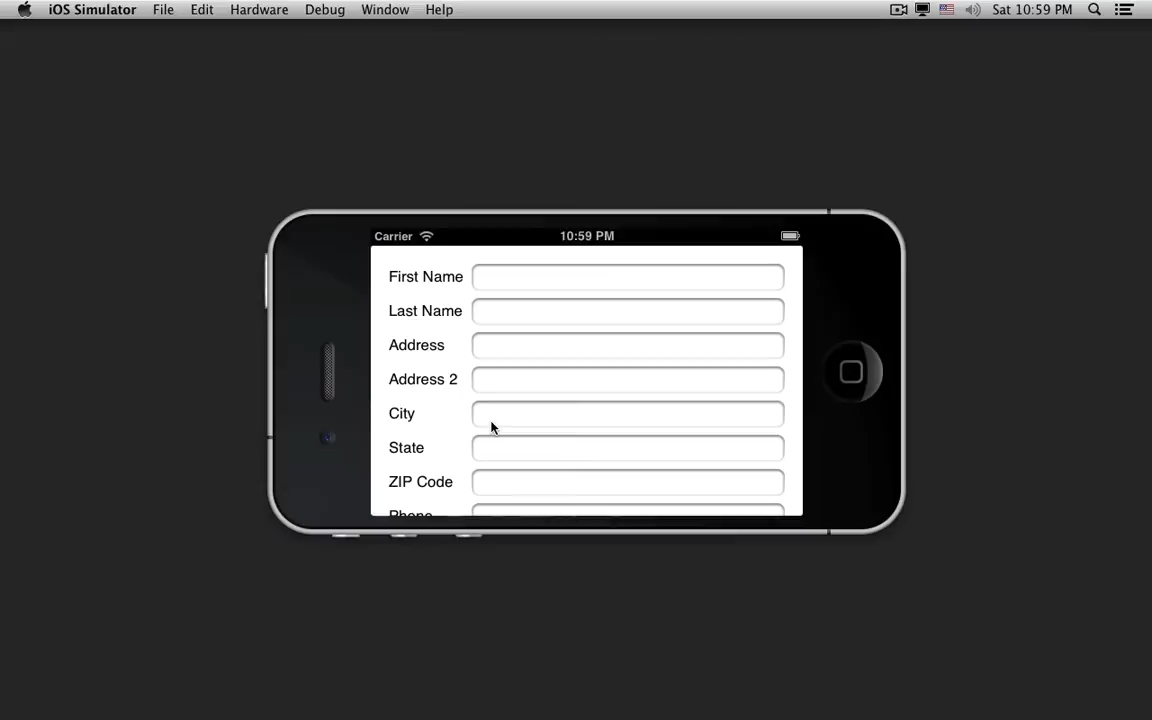 iOS Simulator File Edit Hardware Debug Window Help Sat 10:59 PM
Carrier 10:59 PM
First Name
Last Name
Address
Address 2
City
State
ZIP Code
Phone